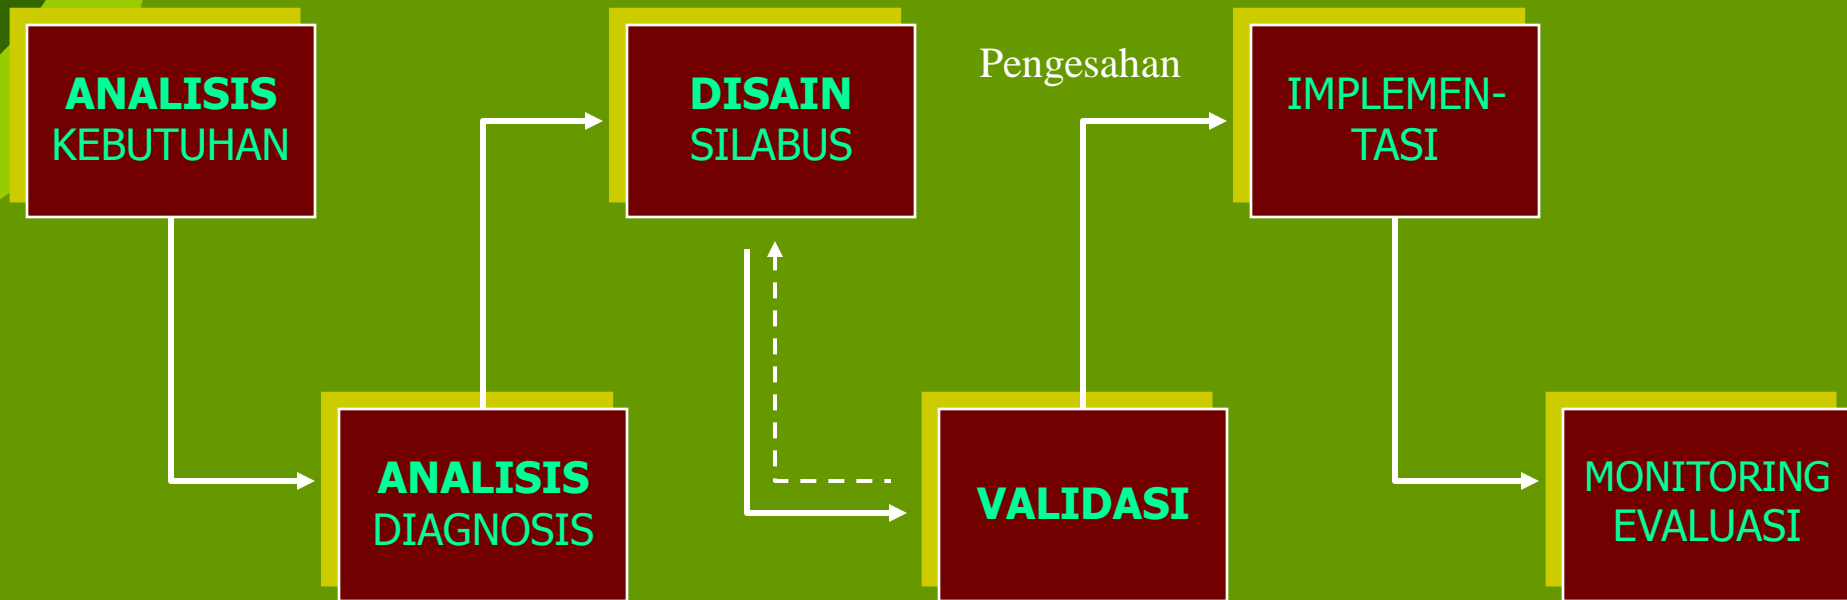 ANALISIS
KEBUTUHAN
ANALISIS
DIAGNOSIS
DISAIN
SILABUS
VALIDASI
Pengesahan
IMPLEMEN-
TASI
MONITORING
EVALUASI